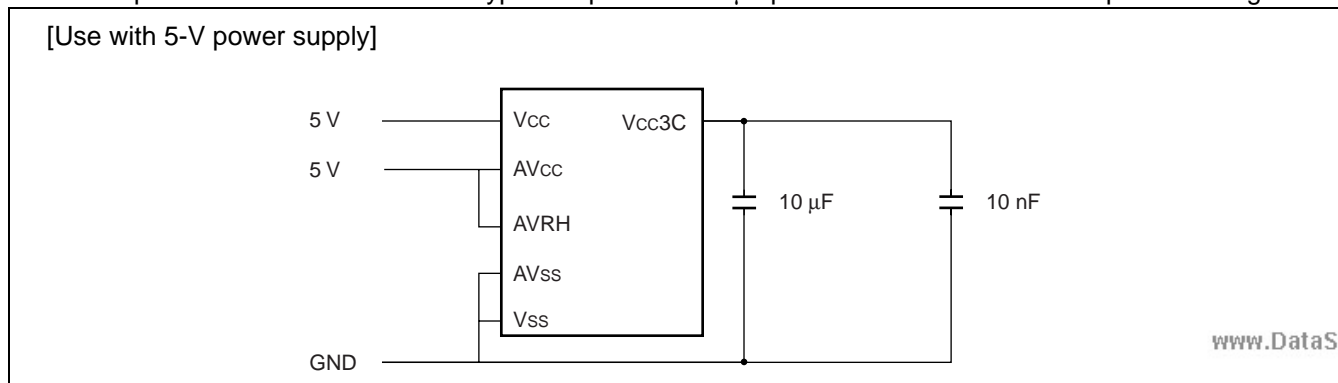 [Use with 5-V power supply]
5 V
VCC
VCC3C
5 V
AVCC
10 μF
10 nF
AVRH
AVSS
VSS
GND
www.DataS